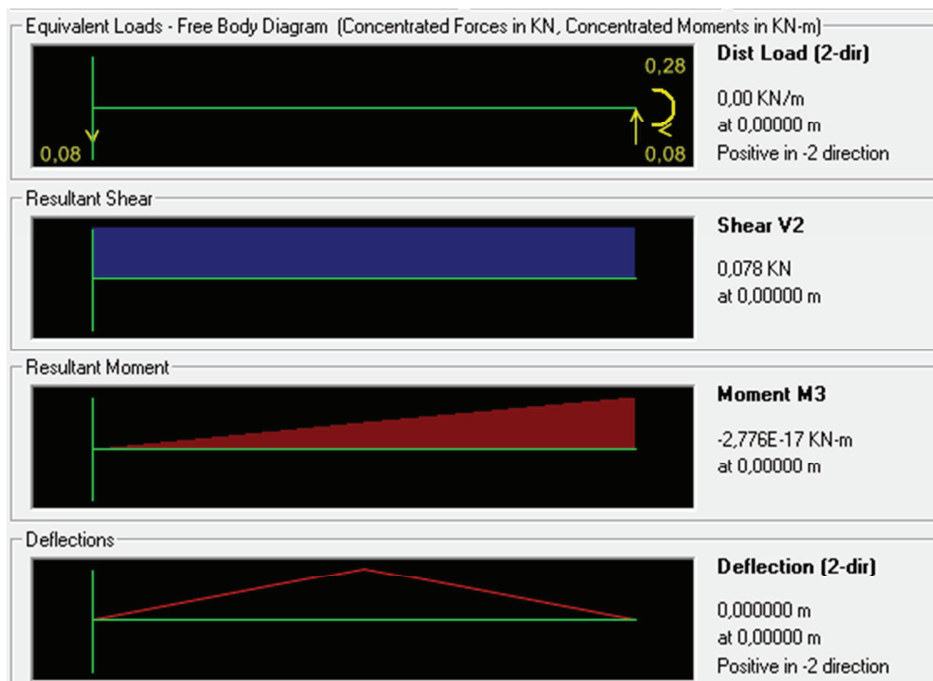 Equivalent Loads - Free Body Diagram (Concentrated Forces in KN, Concentrated Moments in KN-m)
0,28
0,08
0,08
Dist Load (2-dir)
0,00 KN/m
at 0,00000 m
Positive in -2 direction
Resultant Shear
Shear V2
0,078 KN
at 0,00000 m
Resultant Moment
Moment M3
-2,776E-17 KN-m
at 0,00000 m
Deflections
Deflection (2-dir)
0,000000 m
at 0,00000 m
Positive in -2 direction